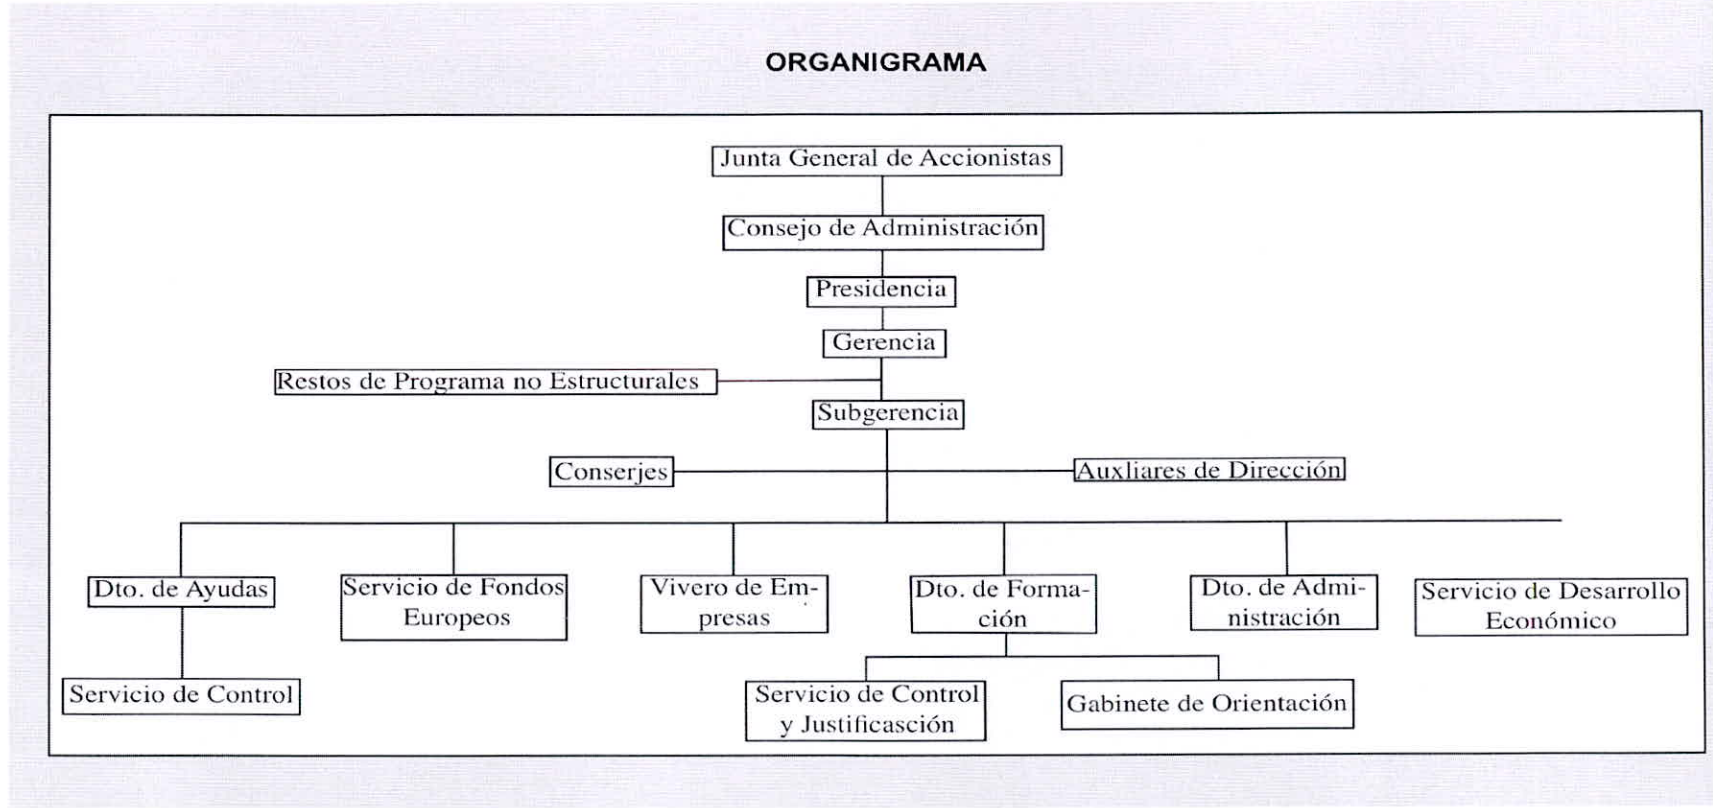 ORGANIGRAMA
Junta General de Accionistas
Consejo de Administración
Presidencia
Gerencia
Restos de Programa no Estructurales
Subgerencia
Conserjes
Auxliares de Dirección
Dto. de Ayudas
Servicio de Fondos
Europeos
Vivero de Em-
presas
Dto. de Forma-
ción
Dto. de Admi-
nistración
Servicio de Desarrollo
Económico
Servicio de Control
Servicio de Control
y Justificascción
Gabinete de Orientación